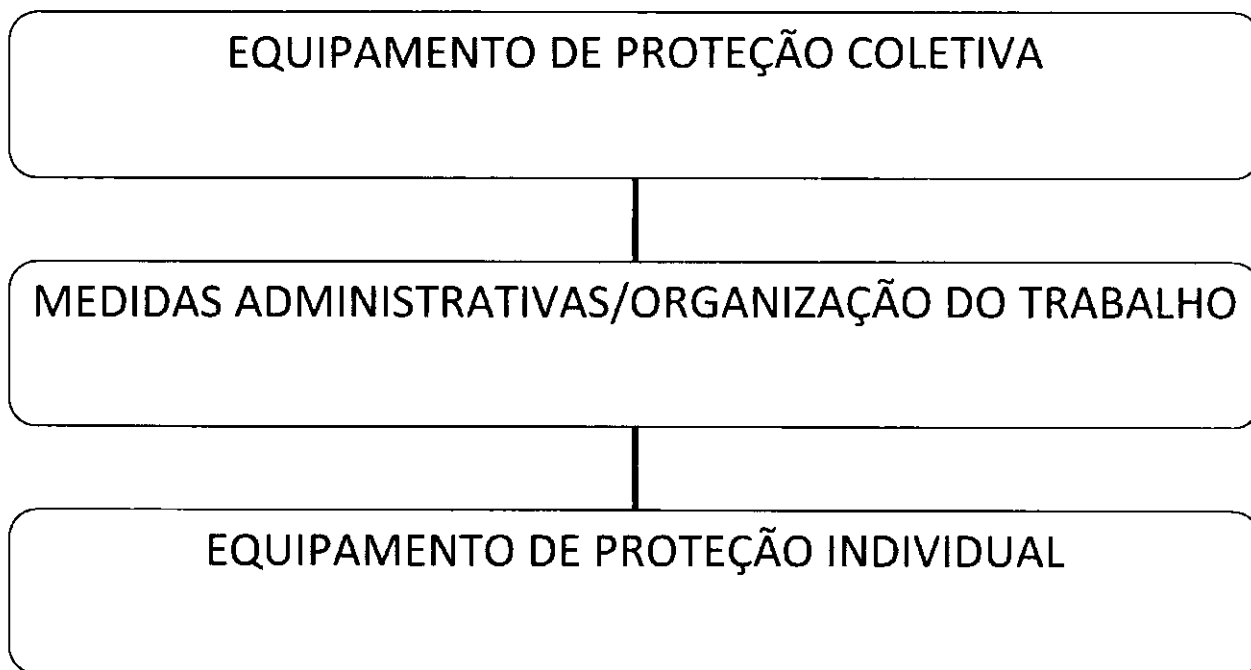 EQUIPAMENTO DE PROTEÇÃO COLETIVA
MEDIDAS ADMINISTRATIVAS/ORGANIZAÇÃO DO TRABALHO
EQUIPAMENTO DE PROTEÇÃO INDIVIDUAL